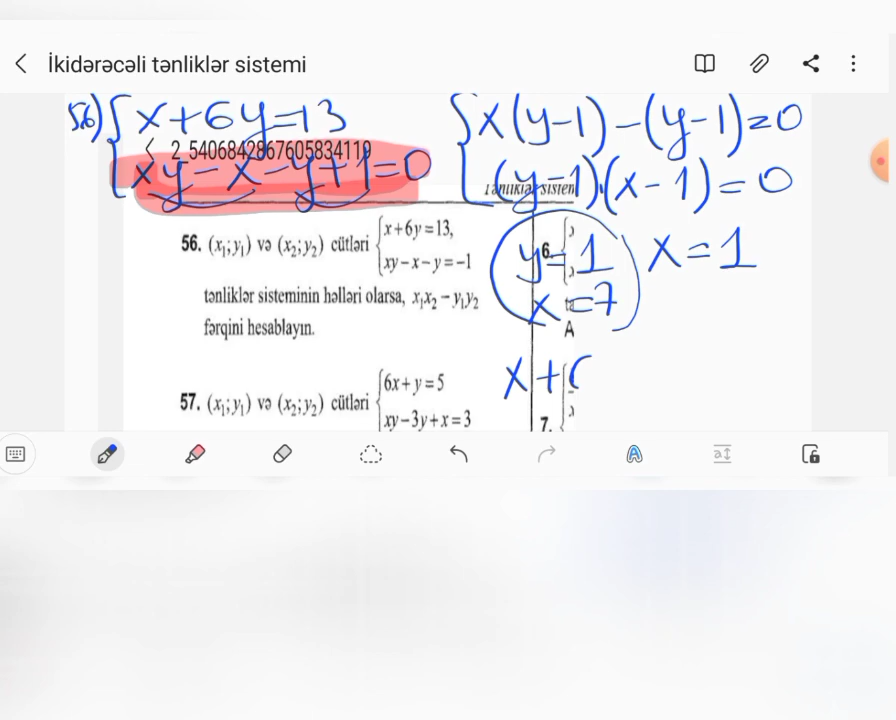 İkidərəcəli tənliklər sistemi
56) x+6y=13
xy-x-y+1=0
2,5406842867605834119
x(y-1)-(y-1)=0
(y-1)(x-1)=0
y=1 x=1
x=7
x+6
56. (x₁;y₁) və (x₂;y₂) cütləri {x+6y=13,
xy-x-y=-1
tənliklər sisteminin həlləri olarsa, x₁x₂-y₁y₂
fərqini hesablayın.
57. (x₁;y₁) və (x₂;y₂) cütləri {6x+y=5
xy-3y+x=3
6.
A
7.